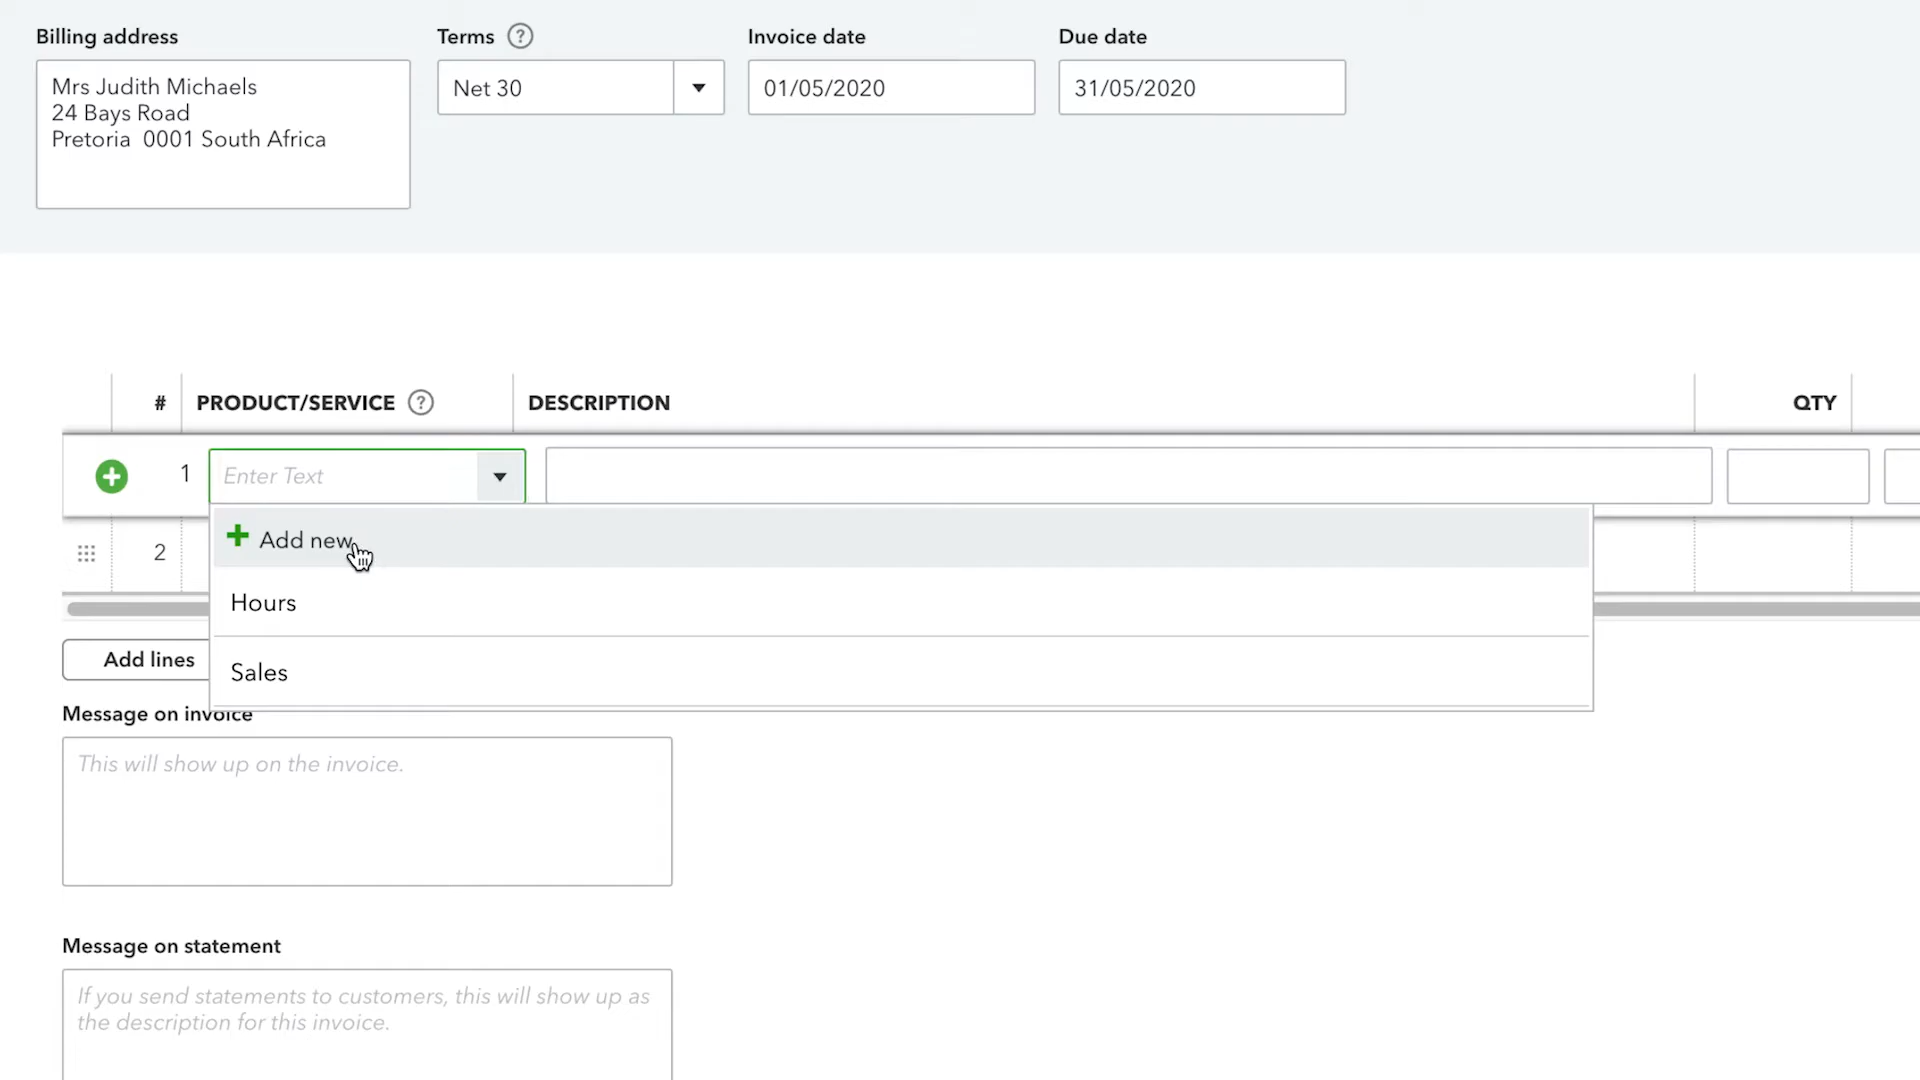 Billing address
Terms ?
Invoice date
Due date
Mrs Judith Michaels
24 Bays Road
Pretoria 0001 South Africa
Net 30
01/05/2020
31/05/2020
# PRODUCT/SERVICE ? DESCRIPTION QTY
1 Enter Text
Add new
2
Hours
Sales
Add lines
Message on invoice
This will show up on the invoice.
Message on statement
If you send statements to customers, this will show up as
the description for this invoice.